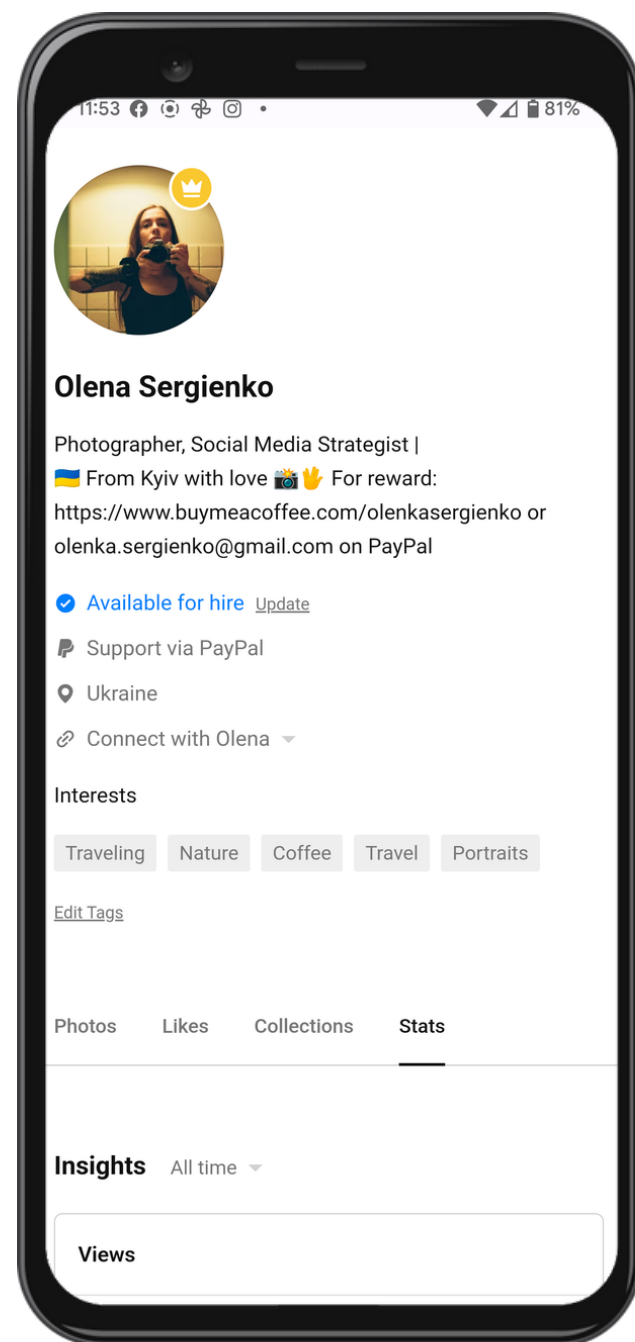 11:53 81%
Olena Sergienko
Photographer, Social Media Strategist |
🇺🇦 From Kyiv with love 📸🖖 For reward:
https://www.buymeacoffee.com/olenkasergienko or
olenka.sergienko@gmail.com on PayPal
Available for hire Update
Support via PayPal
Ukraine
Connect with Olena
Interests
Traveling Nature Coffee Travel Portraits
Edit Tags
Photos Likes Collections Stats
Insights All time
Views